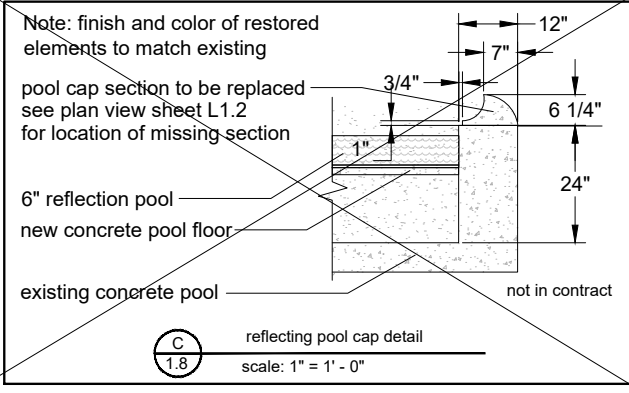 Note: finish and color of restored
elements to match existing
12"
7"
3/4"
pool cap section to be replaced
see plan view sheet L1.2
for location of missing section
6 1/4"
1"
24"
6" reflection pool
new concrete pool floor
existing concrete pool
not in contract
C
1.8
reflecting pool cap detail
scale: 1" = 1' - 0"